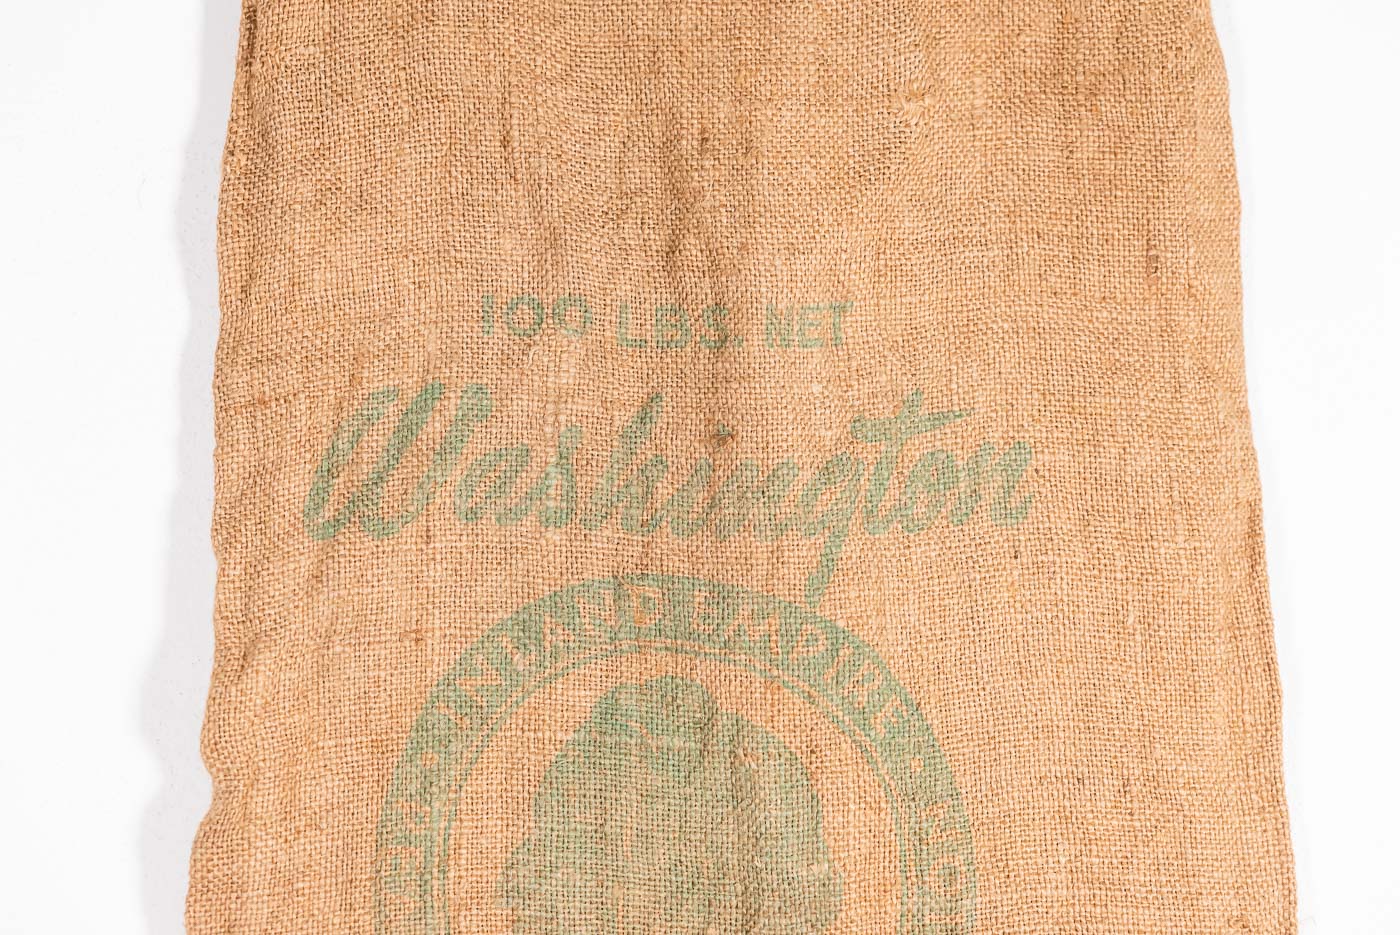 100 LBS. NET
Washington
· INLAND EMPIRE ·